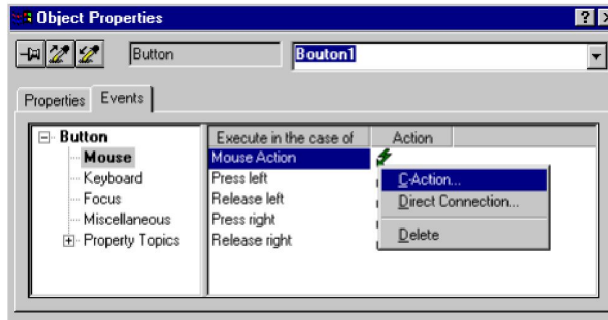 Object Properties
Button
Bouton1
Properties
Events
Button
Mouse
Keyboard
Focus
Miscellaneous
Property Topics
Execute in the case of
Action
Mouse Action
Press left
Release left
Press right
Release right
C-Action...
Direct Connection...
Delete